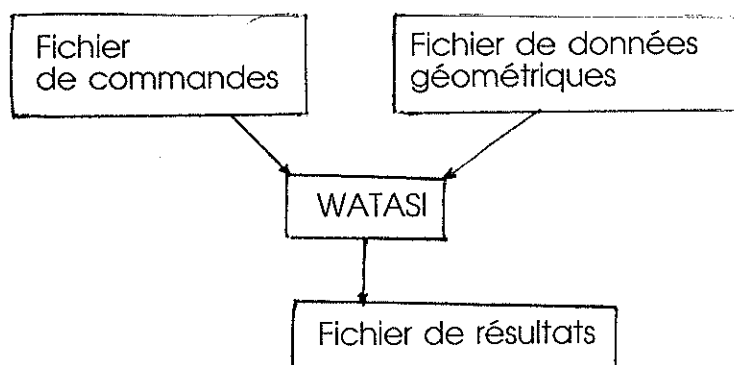 Fichier
de commandes
Fichier de données
géométriques
WATASI
Fichier de résultats